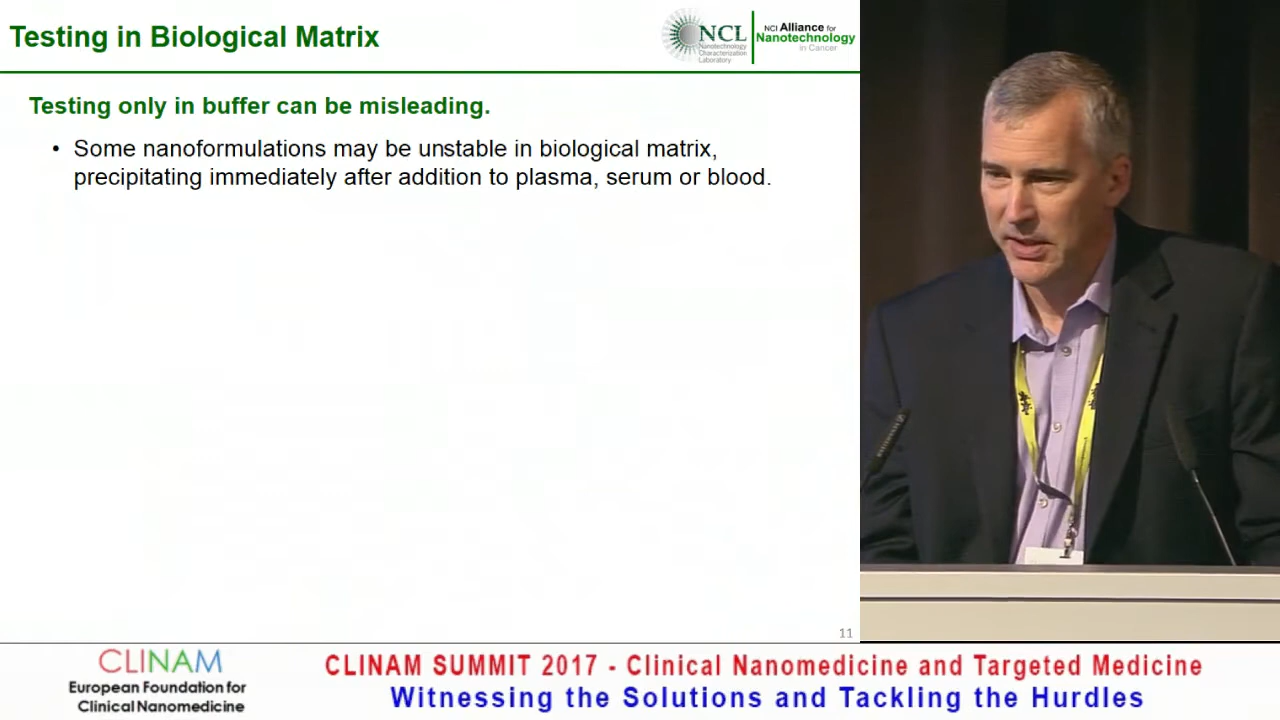 Testing in Biological Matrix
NCL
Nanotechnology
Characterization
Laboratory
NCI Alliance for
Nanotechnology
in Cancer
Testing only in buffer can be misleading.
• Some nanoformulations may be unstable in biological matrix,
precipitating immediately after addition to plasma, serum or blood.
11
CLINAM
European Foundation for
Clinical Nanomedicine
CLINAM SUMMIT 2017 - Clinical Nanomedicine and Targeted Medicine
Witnessing the Solutions and Tackling the Hurdles